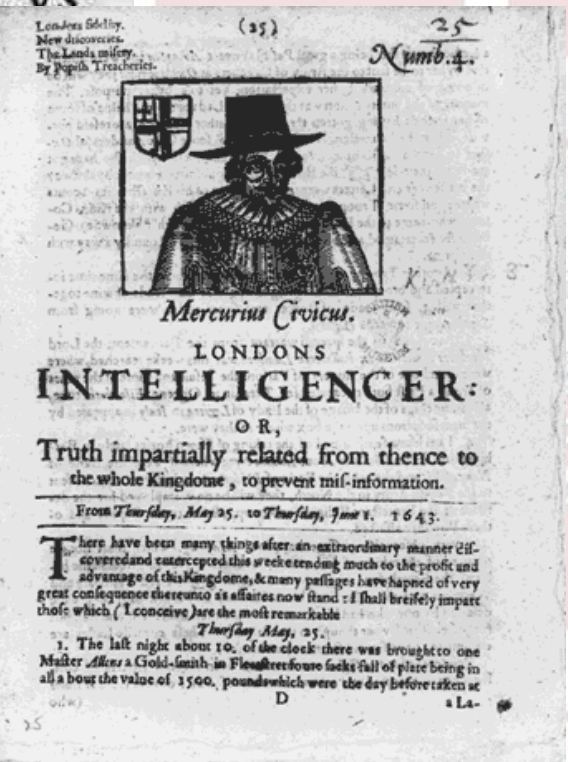 Londons fidelity.
New discoveries.
The Lands misery.
By Popish Treacheries.
(25)
25
Numb. 4.
Mercurius Civicus.
LONDONS
INTELLIGENCER:
OR,
Truth impartially related from thence to
the whole Kingdome, to prevent mis-information.
From Thursday, May 25. to Thursday, June 1. 1643.
There have been many things after an extraordinary manner dis-
covered and entercepted this weeke tending much to the profit and
advantage of this Kingdome, & many passages have hapned of very
great consequence thereunto as affaires now stand: I shall breifely impart
those which (I conceive) are the most remarkable
Thursday May, 25.
1. The last night about 10. of the clock there was brought to one
Master Allens a Gold-smith in Fleetstreet foure sacks full of plate being in
all about the value of 1500. pounds which were the day before taken at
D
a La-
25